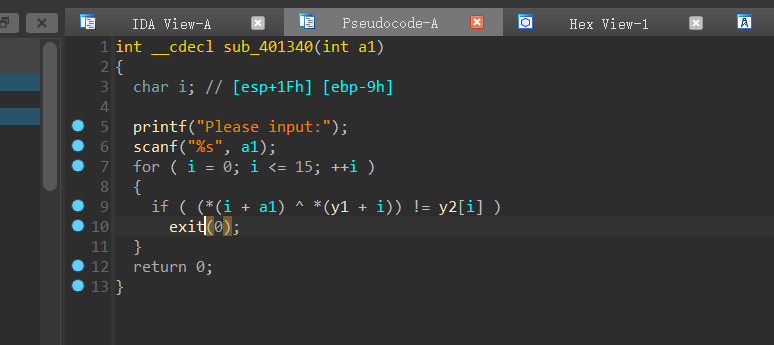 IDA View-A Pseudocode-A Hex View-1
1 int __cdecl sub_401340(int a1)
2 {
3 char i; // [esp+1Fh] [ebp-9h]
4
5 printf("Please input:");
6 scanf("%s", a1);
7 for ( i = 0; i <= 15; ++i )
8 {
9 if ( (*(i + a1) ^ *(y1 + i)) != y2[i] )
10 exit(0);
11 }
12 return 0;
13 }